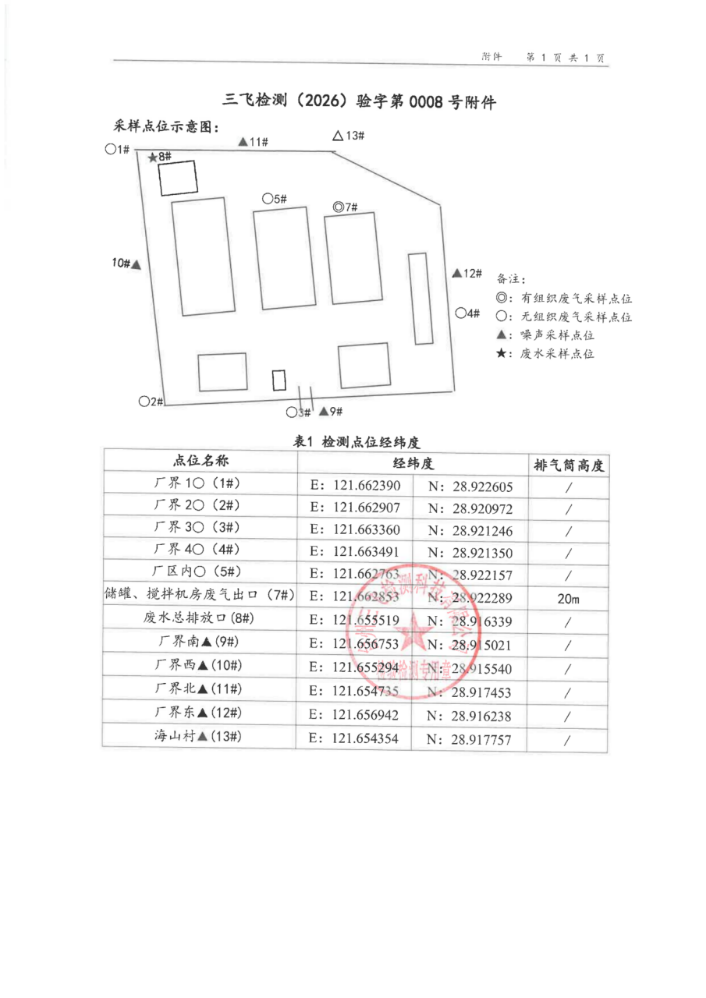 附件 第 1 页 共 1 页
三飞检测（2026）验字第 0008 号附件
采样点位示意图：
△13#
▲11#
○1#
★8#
○5#
◎7#
10#▲
▲12#
备注：
◎：有组织废气采样点位
○4#
○：无组织废气采样点位
▲：噪声采样点位
★：废水采样点位
○2#
○3# ▲9#
表1 检测点位经纬度
点位名称 经纬度 排气筒高度
厂界 1○（1#） E：121.662390 N：28.922605 /
厂界 2○（2#） E：121.662907 N：28.920972 /
厂界 3○（3#） E：121.663360 N：28.921246 /
厂界 4○（4#） E：121.663491 N：28.921350 /
厂区内○（5#） E：121.662763 N：28.922157 /
储罐、搅拌机房废气出口（7#） E：121.662853 N：28.922289 20m
废水总排放口(8#) E：121.655519 N：28.916339 /
厂界南▲(9#) E：121.656753 N：28.915021 /
厂界西▲(10#) E：121.655294 N：28.915540 /
厂界北▲(11#) E：121.654735 N：28.917453 /
厂界东▲(12#) E：121.656942 N：28.916238 /
海山村▲(13#) E：121.654354 N：28.917757 /